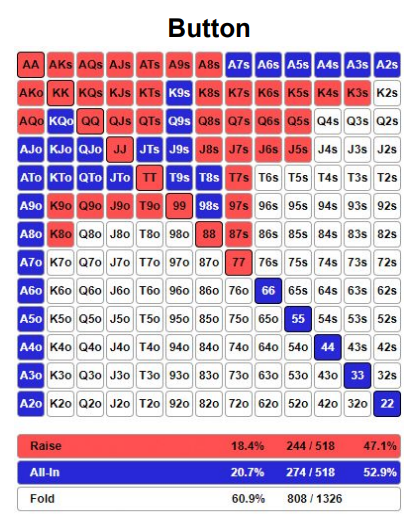 Button
AA AKs AQs AJs ATs A9s A8s A7s A6s A5s A4s A3s A2s
AKo KK KQs KJs KTs K9s K8s K7s K6s K5s K4s K3s K2s
AQo KQo QQ QJs QTs Q9s Q8s Q7s Q6s Q5s Q4s Q3s Q2s
AJo KJo QJo JJ JTs J9s J8s J7s J6s J5s J4s J3s J2s
ATo KTo QTo JTo TT T9s T8s T7s T6s T5s T4s T3s T2s
A9o K9o Q9o J9o T9o 99 98s 97s 96s 95s 94s 93s 92s
A8o K8o Q8o J8o T8o 98o 88 87s 86s 85s 84s 83s 82s
A7o K7o Q7o J7o T7o 97o 87o 77 76s 75s 74s 73s 72s
A6o K6o Q6o J6o T6o 96o 86o 76o 66 65s 64s 63s 62s
A5o K5o Q5o J5o T5o 95o 85o 75o 65o 55 54s 53s 52s
A4o K4o Q4o J4o T4o 94o 84o 74o 64o 54o 44 43s 42s
A3o K3o Q3o J3o T3o 93o 83o 73o 63o 53o 43o 33 32s
A2o K2o Q2o J2o T2o 92o 82o 72o 62o 52o 42o 32o 22
Raise 18.4% 244 / 518 47.1%
All-In 20.7% 274 / 518 52.9%
Fold 60.9% 808 / 1326